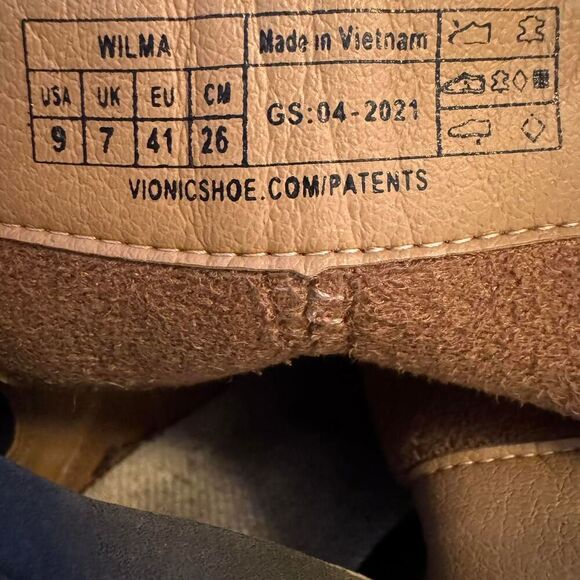 WILMA
Made in Vietnam
USA UK EU CM
9 7 41 26
GS:04-2021
VIONICSHOE.COM/PATENTS